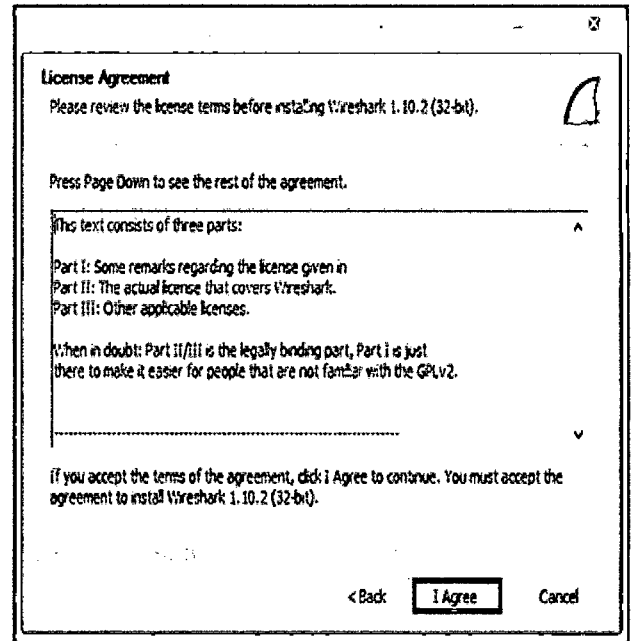 License Agreement
Please review the license terms before installing Wireshark 1.10.2 (32-bit).
Press Page Down to see the rest of the agreement.
This text consists of three parts:
Part I: Some remarks regarding the license given in
Part II: The actual license that covers Wireshark.
Part III: Other applicable licenses.
When in doubt: Part II/III is the legally binding part, Part I is just
there to make it easier for people that are not familiar with the GPLv2.
If you accept the terms of the agreement, click I Agree to continue. You must accept the
agreement to install Wireshark 1.10.2 (32-bit).
< Back I Agree Cancel